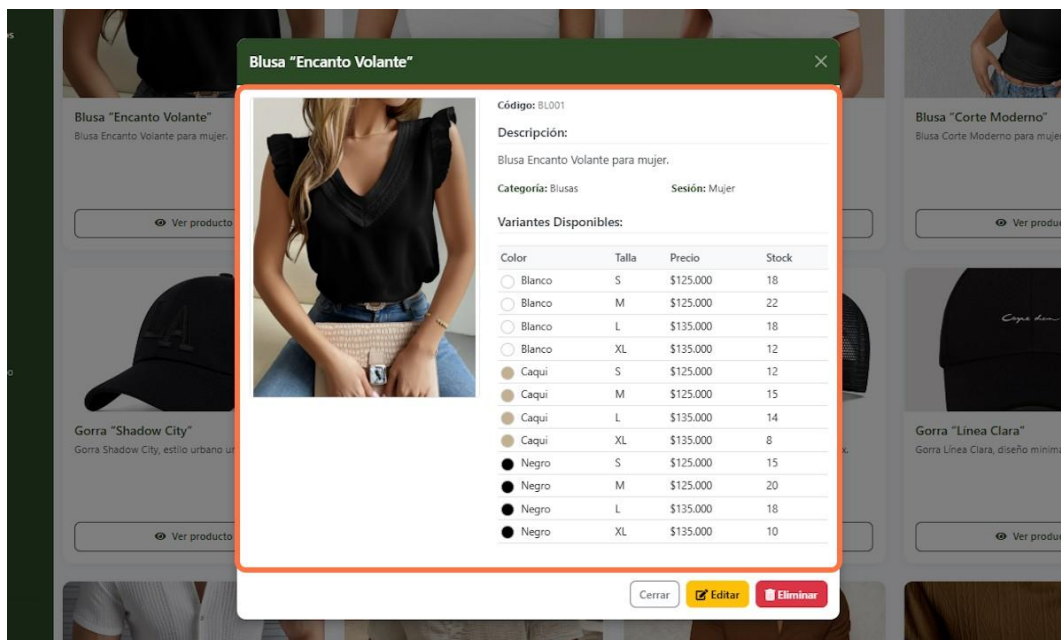 Blusa “Encanto Volante”
Código: BL001
Descripción:
Blusa Encanto Volante para mujer.
Categoría: Blusas Sesión: Mujer
Variantes Disponibles:
Color Talla Precio Stock
Blanco S $125.000 18
Blanco M $125.000 22
Blanco L $135.000 18
Blanco XL $135.000 12
Caqui S $125.000 12
Caqui M $125.000 15
Caqui L $135.000 14
Caqui XL $135.000 8
Negro S $125.000 15
Negro M $125.000 20
Negro L $135.000 18
Negro XL $135.000 10
Cerrar Editar Eliminar
Blusa “Encanto Volante”
Blusa Encanto Volante para mujer.
Ver producto
Blusa “Corte Moderno”
Blusa Corte Moderno para
Ver
A
Gorra “Shadow City”
Gorra Shadow City, estilo urbano
Ver producto
Gorra “Línea Clara”
Gorra Línea Clara, diseño
Ver